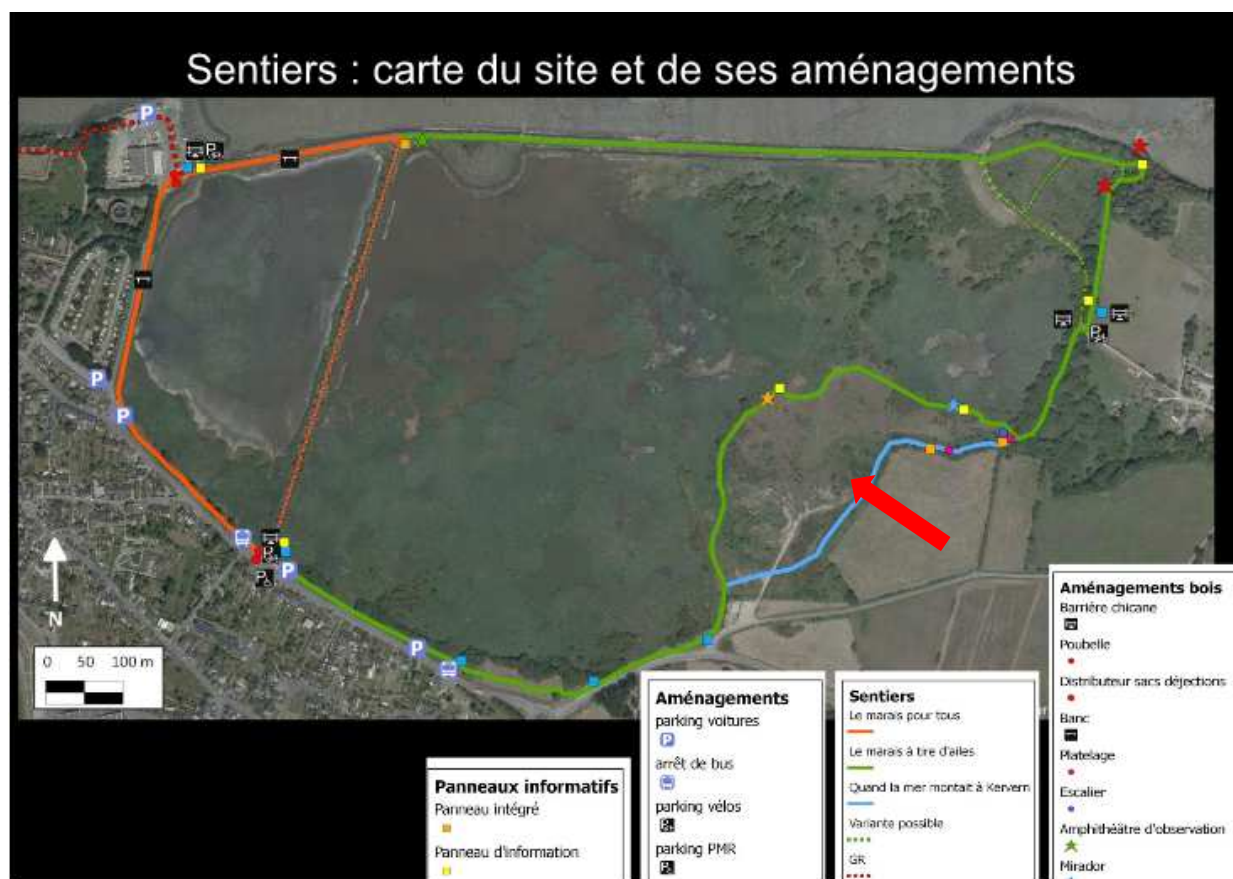 Sentiers : carte du site et de ses aménagements
P
P
P
P
P
N
0 50 100 m
Panneaux informatifs
Panneau intégré
Panneau d'information
Aménagements
parking voitures
P
arrêt de bus
parking vélos
parking PMR
Sentiers
Le marais pour tous
Le marais à tire d'ailes
Quand la mer montait à Kervern
Variante possible
GR
Aménagements bois
Barrière chicane
Poubelle
Distributeur sacs déjections
Banc
Platelage
Escalier
Amphithéâtre d'observation
Mirador